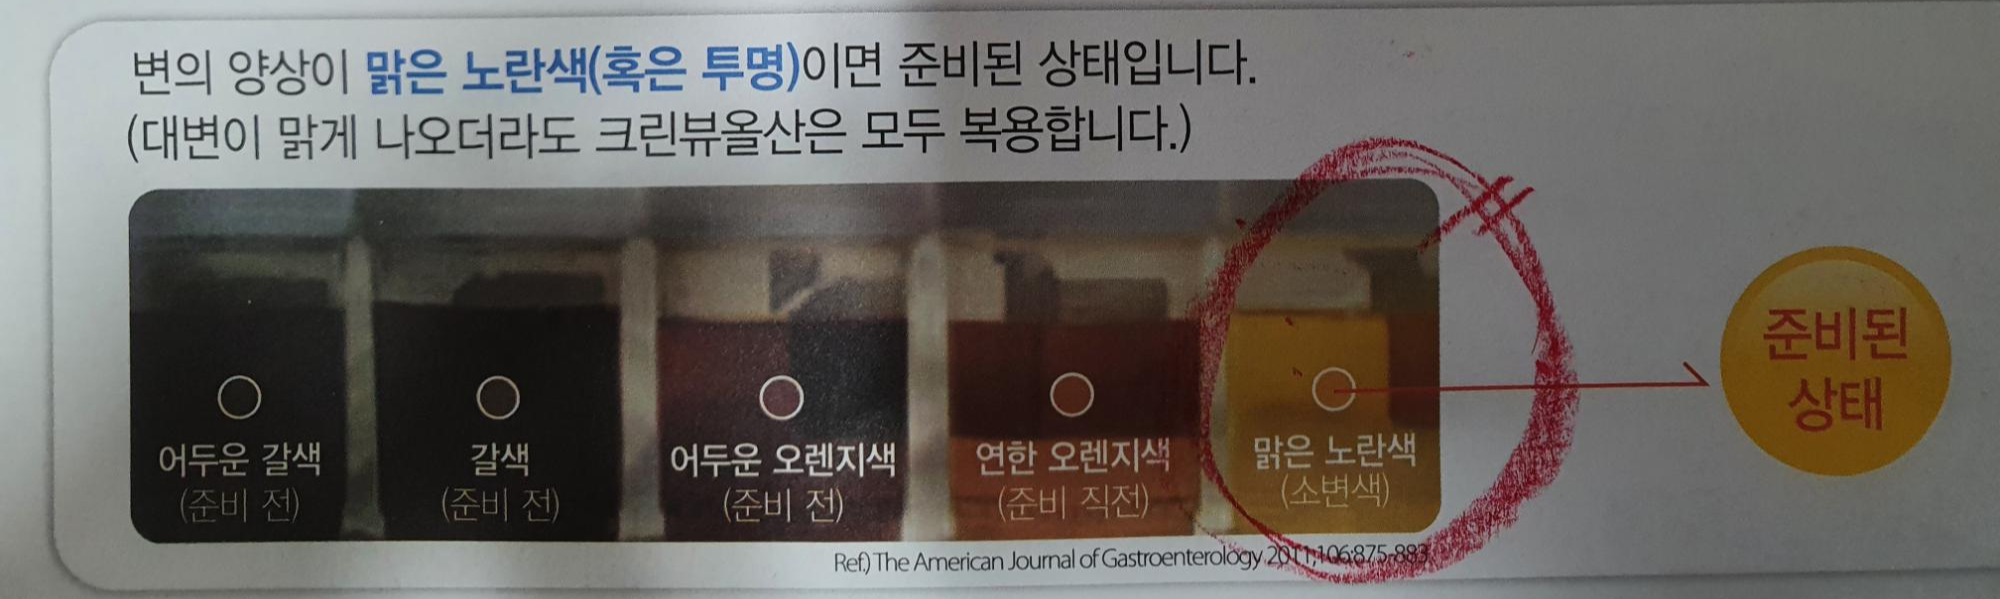 변의 양상이 맑은 노란색(혹은 투명)이면 준비된 상태입니다.
(대변이 맑게 나오더라도 크린뷰올산은 모두 복용합니다.)
어두운 갈색
(준비 전)
갈색
(준비 전)
어두운 오렌지색
(준비 전)
연한 오렌지색
(준비 직전)
맑은 노란색
(소변색)
준비된
상태
Ref.) The American Journal of Gastroenterology 2011;106:875-883